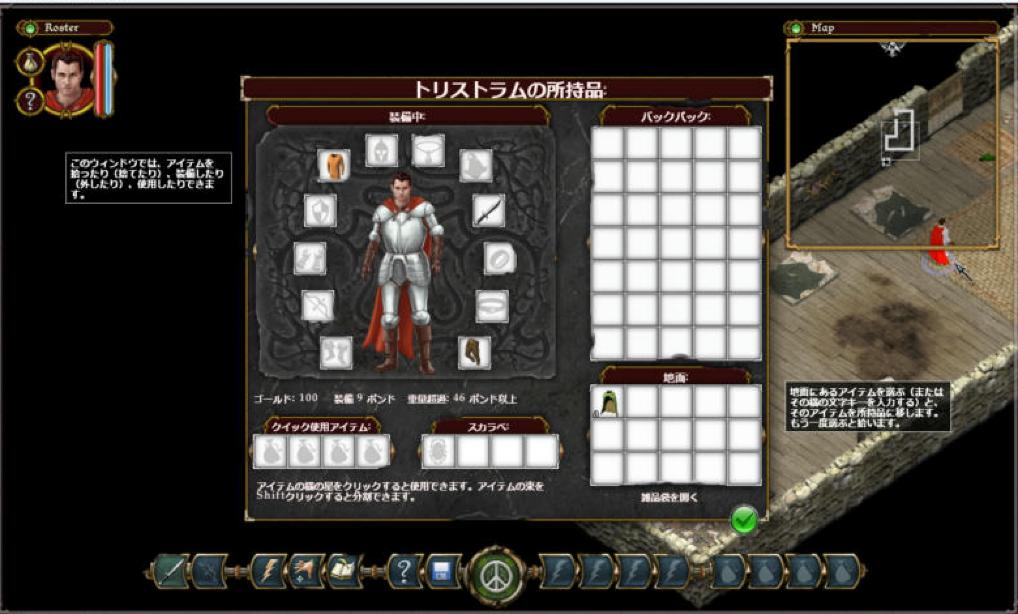 Roster
Map
トリストラムの所持品:
装備中:
バックパック:
このウィンドウでは、アイテムを
拾ったり（捨てたり）、装備したり
（外したり）、使用したりできま
す。
地面:
地面にあるアイテムを選ぶ（または
その横の文字キーを入力する）と、
そのアイテムを所持品に移します。
もう一度選ぶと拾います。
ゴールド: 100 装備 9 ポンド 重量超過: 46 ポンド以上
クイック使用アイテム:
スカラベ:
アイテムの横の星をクリックすると使用できます。アイテムの束を
Shiftクリックすると分割できます。
雑品袋を開く